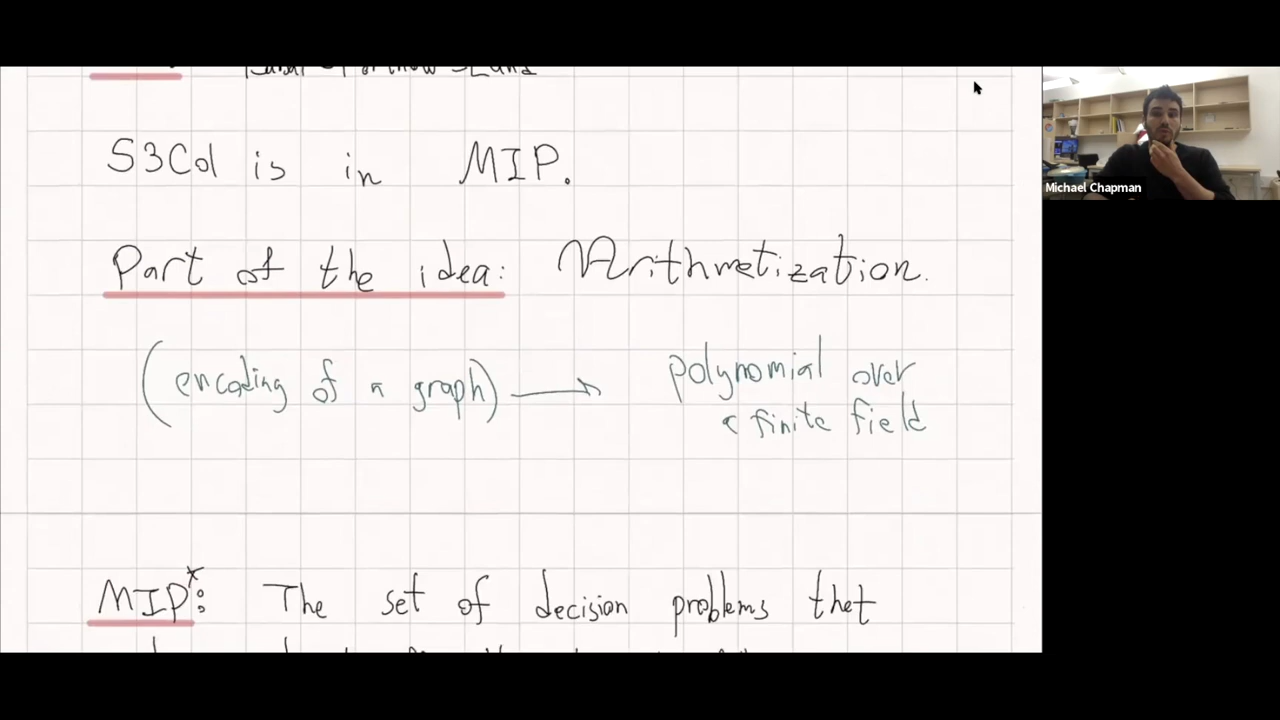 S3Col is in MIP.
Part of the idea: Arithmetization.
(encoding of a graph) → polynomial over
a finite field
MIP*: The set of decision problems that
Michael Chapman